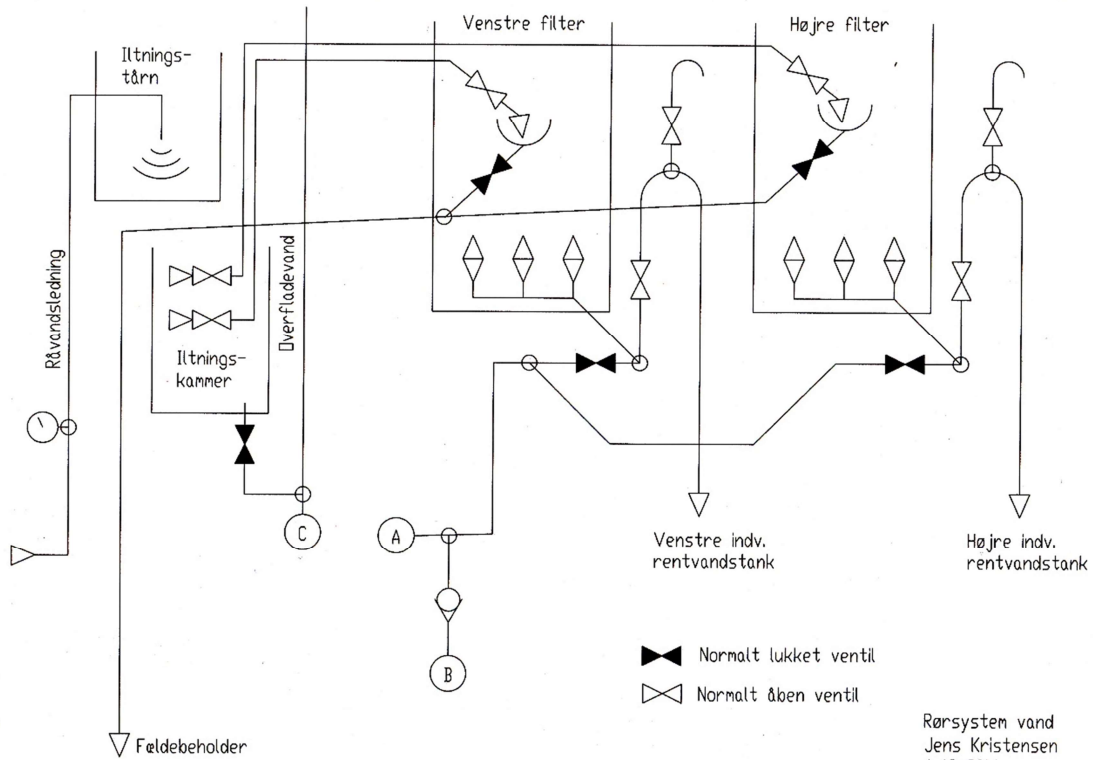 Venstre filter
Højre filter
Iltnings-
tårn
Råvandsledning
Overfladevand
Iltnings-
kammer
C
A
B
Venstre indv.
rentvandstank
Højre indv.
rentvandstank
Normalt lukket ventil
Normalt åben ventil
Fældebeholder
Rørsystem vand
Jens Kristensen